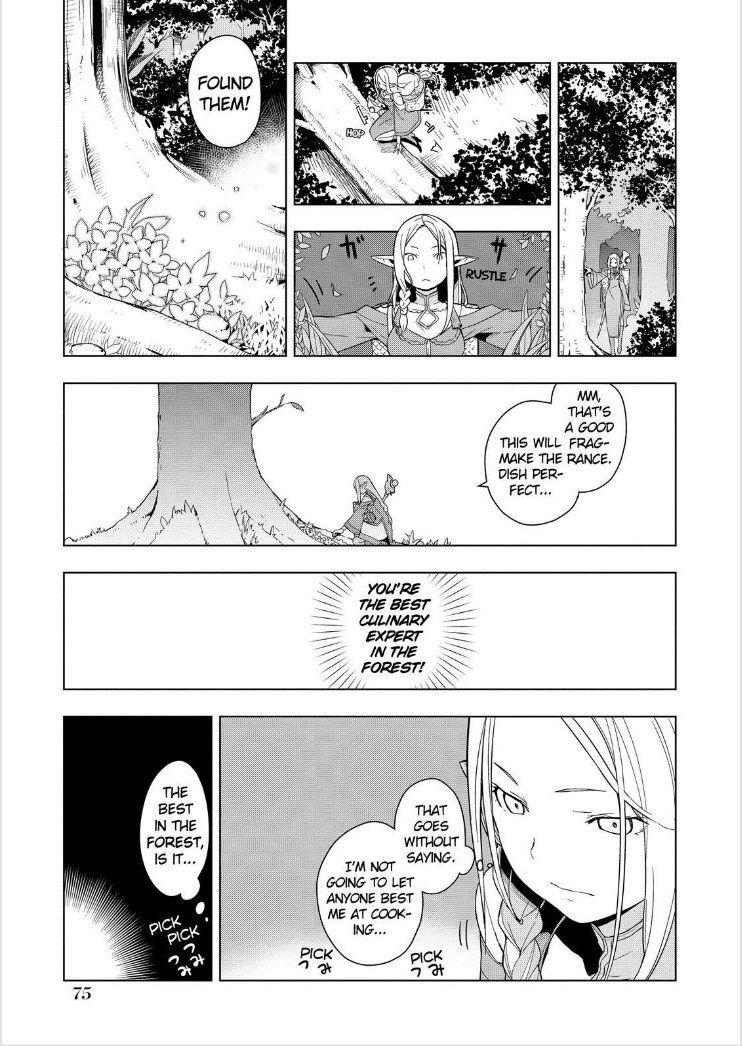 HOP
ガ
サ
RUSTLE
FOUND
THEM!
MM,
THAT'S
A GOOD
FRAG-
RANCE.
THIS WILL
MAKE THE
DISH PER-
FECT...
YOU'RE
THE BEST
CULINARY
EXPERT
IN THE
FOREST!
THAT
GOES
WITHOUT
SAYING.
I'M NOT
GOING TO LET
ANYONE BEST
ME AT COOK-
ING...
PICK
つみ
PICK
つみ
THE
BEST
IN THE
FOREST,
IS IT...
PICK
PICK
つみ
つみ
75